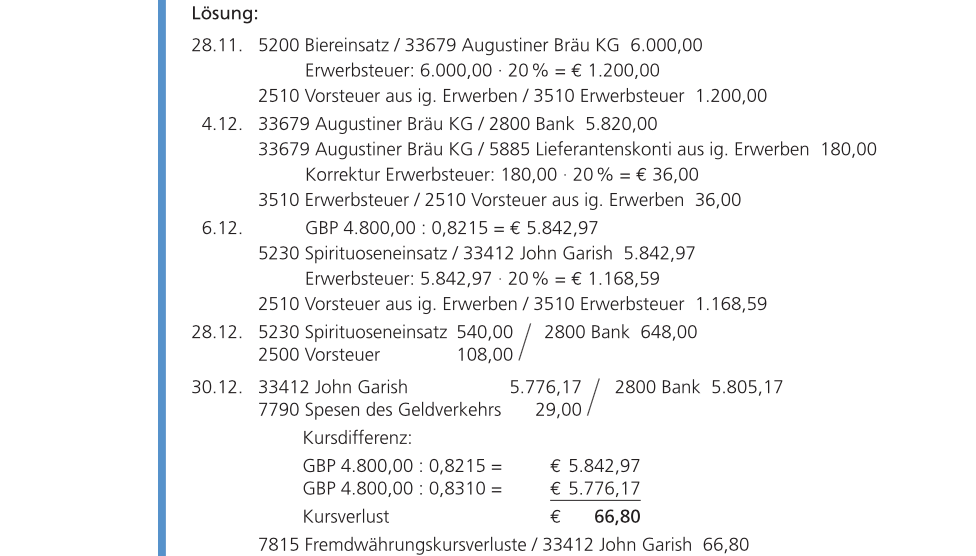 Lösung:
28.11. 5200 Biereinsatz / 33679 Augustiner Bräu KG 6.000,00
Erwerbsteuer: 6.000,00 · 20 % = € 1.200,00
2510 Vorsteuer aus ig. Erwerben / 3510 Erwerbsteuer 1.200,00
4.12. 33679 Augustiner Bräu KG / 2800 Bank 5.820,00
33679 Augustiner Bräu KG / 5885 Lieferantenskonti aus ig. Erwerben 180,00
Korrektur Erwerbsteuer: 180,00 · 20 % = € 36,00
3510 Erwerbsteuer / 2510 Vorsteuer aus ig. Erwerben 36,00
6.12. GBP 4.800,00 : 0,8215 = € 5.842,97
5230 Spirituoseneinsatz / 33412 John Garish 5.842,97
Erwerbsteuer: 5.842,97 · 20 % = € 1.168,59
2510 Vorsteuer aus ig. Erwerben / 3510 Erwerbsteuer 1.168,59
28.12. 5230 Spirituoseneinsatz 540,00 / 2800 Bank 648,00
2500 Vorsteuer 108,00
30.12. 33412 John Garish 5.776,17 / 2800 Bank 5.805,17
7790 Spesen des Geldverkehrs 29,00
Kursdifferenz:
GBP 4.800,00 : 0,8215 = € 5.842,97
GBP 4.800,00 : 0,8310 = € 5.776,17
Kursverlust € 66,80
7815 Fremdwährungskursverluste / 33412 John Garish 66,80